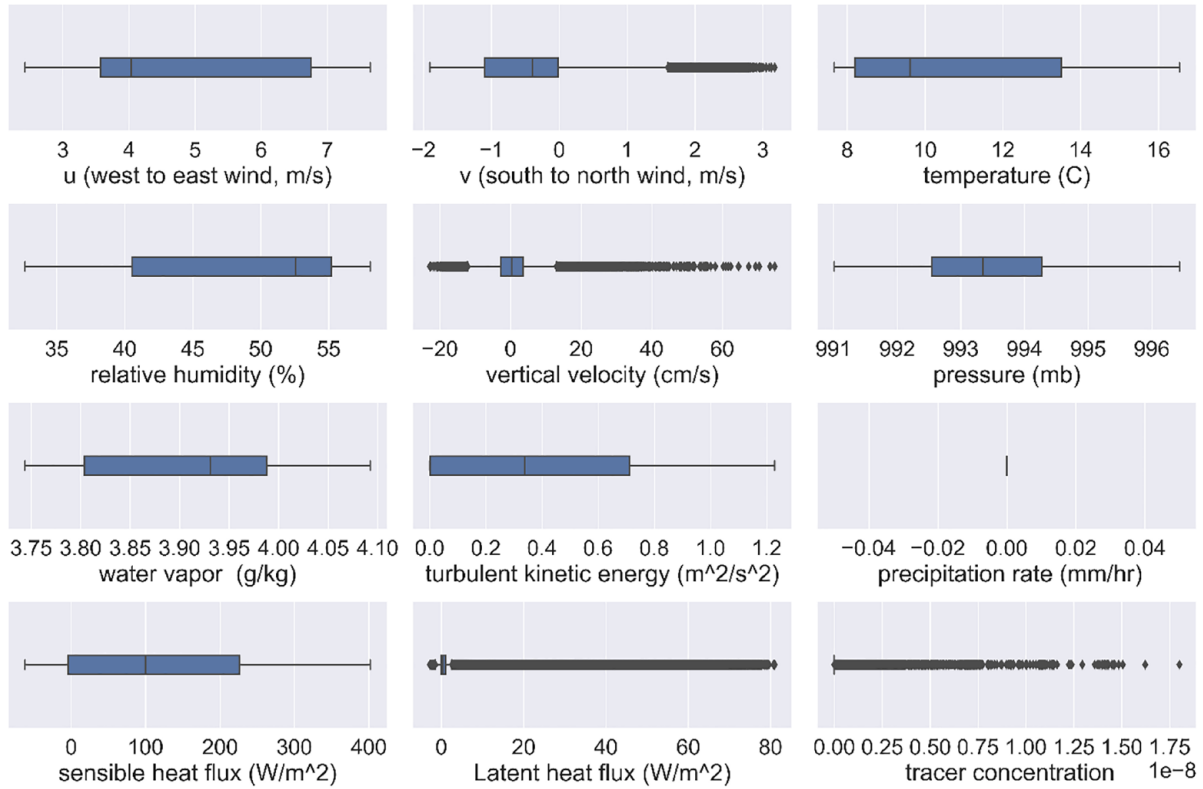 3 4 5 6 7
u (west to east wind, m/s)
−2 −1 0 1 2 3
v (south to north wind, m/s)
8 10 12 14 16
temperature (C)
35 40 45 50 55
relative humidity (%)
−20 0 20 40 60
vertical velocity (cm/s)
991 992 993 994 995 996
pressure (mb)
3.75 3.80 3.85 3.90 3.95 4.00 4.05 4.10
water vapor (g/kg)
0.0 0.2 0.4 0.6 0.8 1.0 1.2
turbulent kinetic energy (m^2/s^2)
−0.04 −0.02 0.00 0.02 0.04
precipitation rate (mm/hr)
0 100 200 300 400
sensible heat flux (W/m^2)
0 20 40 60 80
Latent heat flux (W/m^2)
0.00 0.25 0.50 0.75 1.00 1.25 1.50 1.75
tracer concentration 1e−8